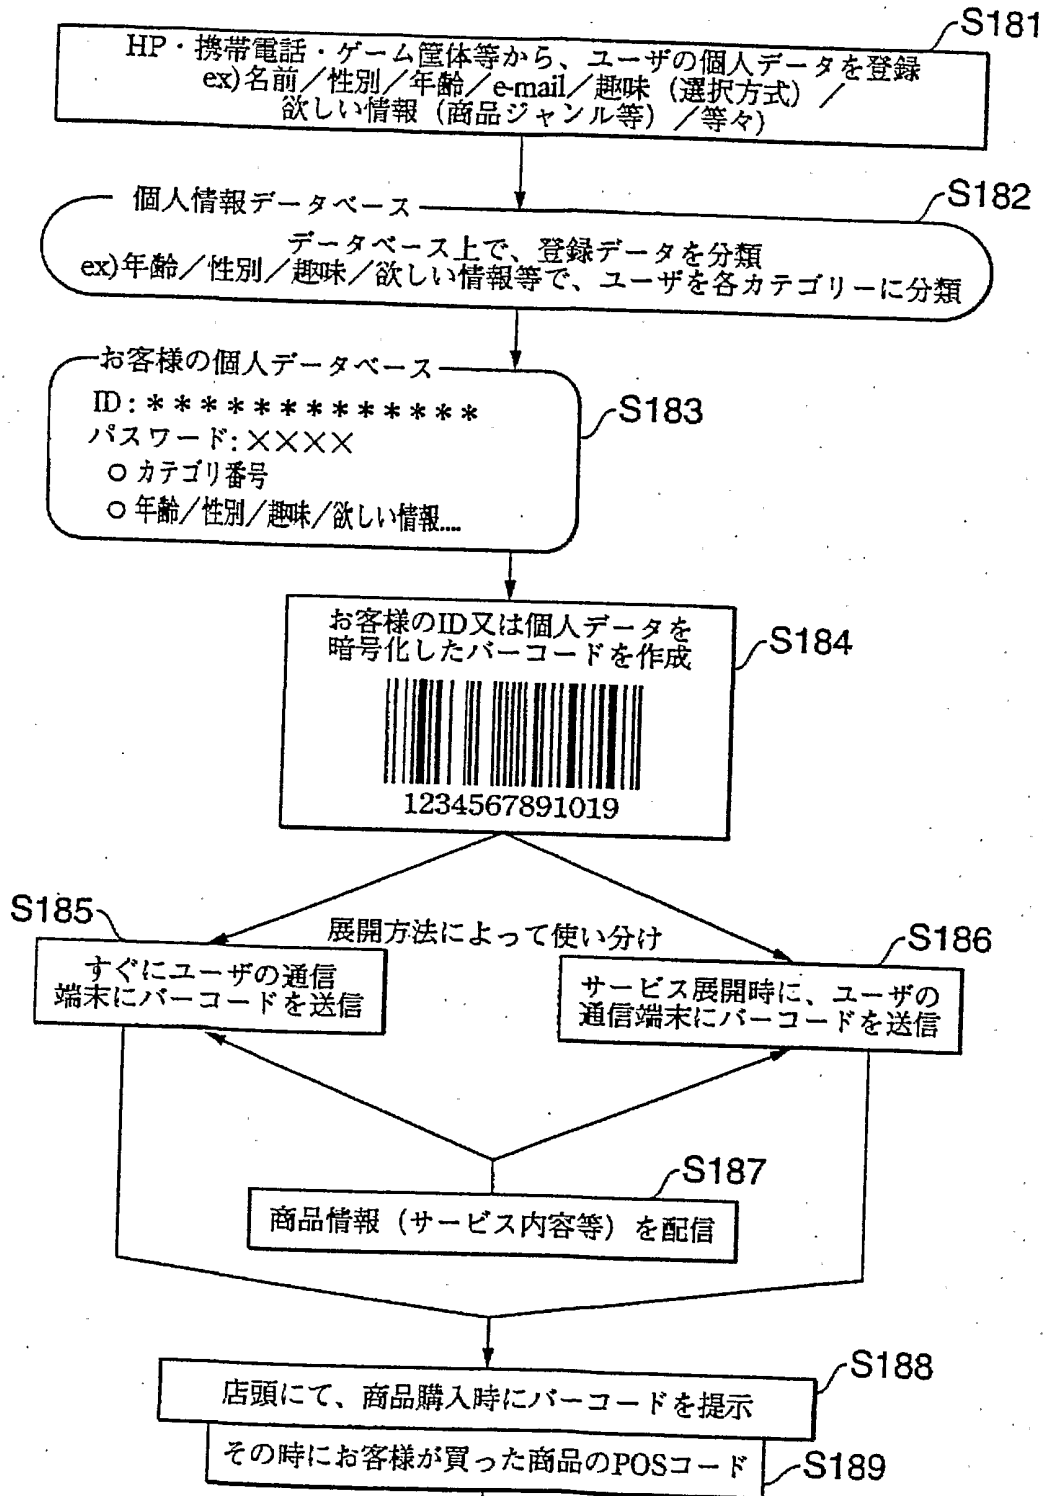 S181
HP・携帯電話・ゲーム筐体等から、ユーザの個人データを登録
ex)名前／性別／年齢／e-mail／趣味（選択方式）／
欲しい情報（商品ジャンル等）／等々)
S182
個人情報データベース
データベース上で、登録データを分類
ex)年齢／性別／趣味／欲しい情報等で、ユーザを各カテゴリーに分類
お客様の個人データベース
S183
ID:＊＊＊＊＊＊＊＊＊＊＊＊＊
パスワード:××××
○カテゴリ番号
○年齢／性別／趣味／欲しい情報....
S184
お客様のID又は個人データを
暗号化したバーコードを作成
1234567891019
S185
展開方法によって使い分け
S186
すぐにユーザの通信
端末にバーコードを送信
サービス展開時に、ユーザの
通信端末にバーコードを送信
S187
商品情報（サービス内容等）を配信
S188
店頭にて、商品購入時にバーコードを提示
その時にお客様が買った商品のPOSコード
S189